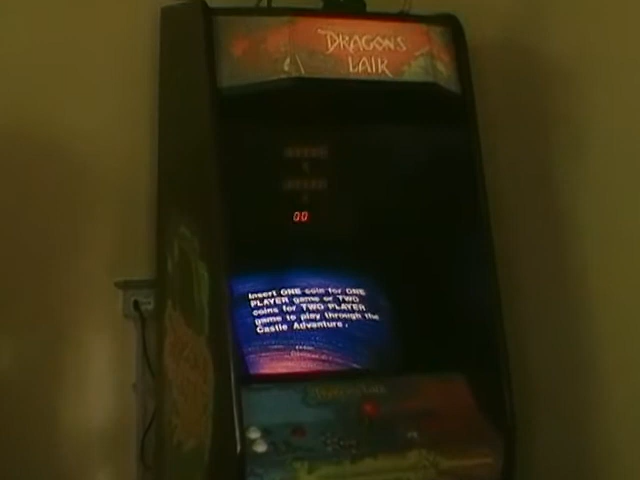 DRAGONS
LAIR
00
Insert ONE coin for ONE
PLAYER game or TWO
coins for TWO PLAYER
game to play through the
Castle Adventure.